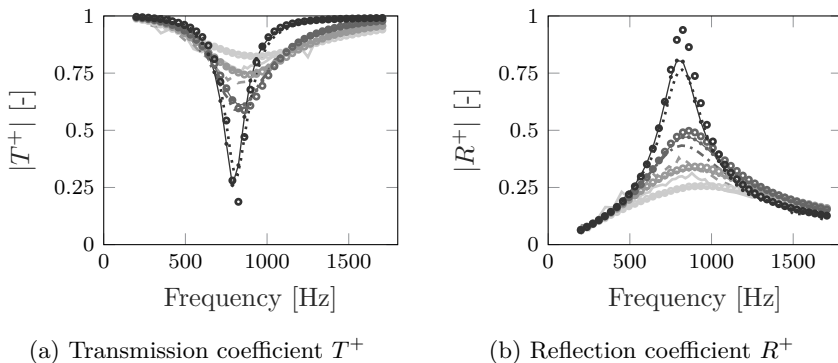 1
0.75
0.5
0.25
0
0 500 1000 1500
|T⁺| [-]
Frequency [Hz]
(a) Transmission coefficient T⁺
1
0.75
0.5
0.25
0
0 500 1000 1500
|R⁺| [-]
Frequency [Hz]
(b) Reflection coefficient R⁺